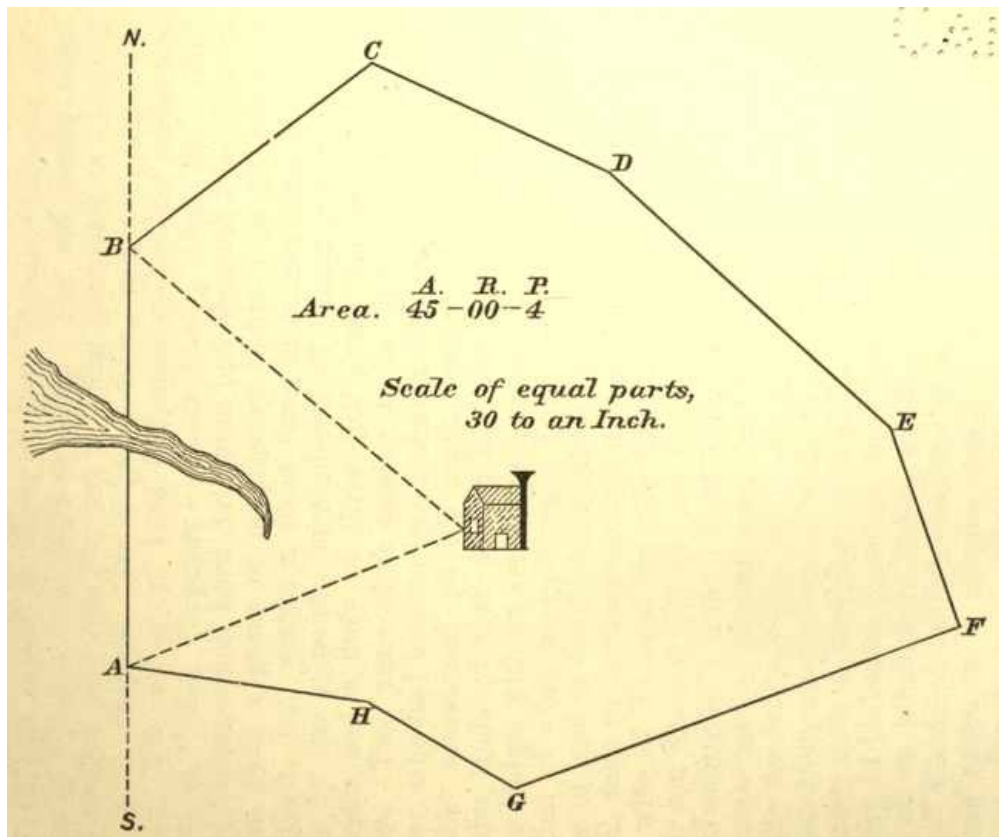 N.
C
D
B
A. R. P.
Area. 45-00-4
Scale of equal parts,
30 to an Inch.
E
F
A
H
G
S.